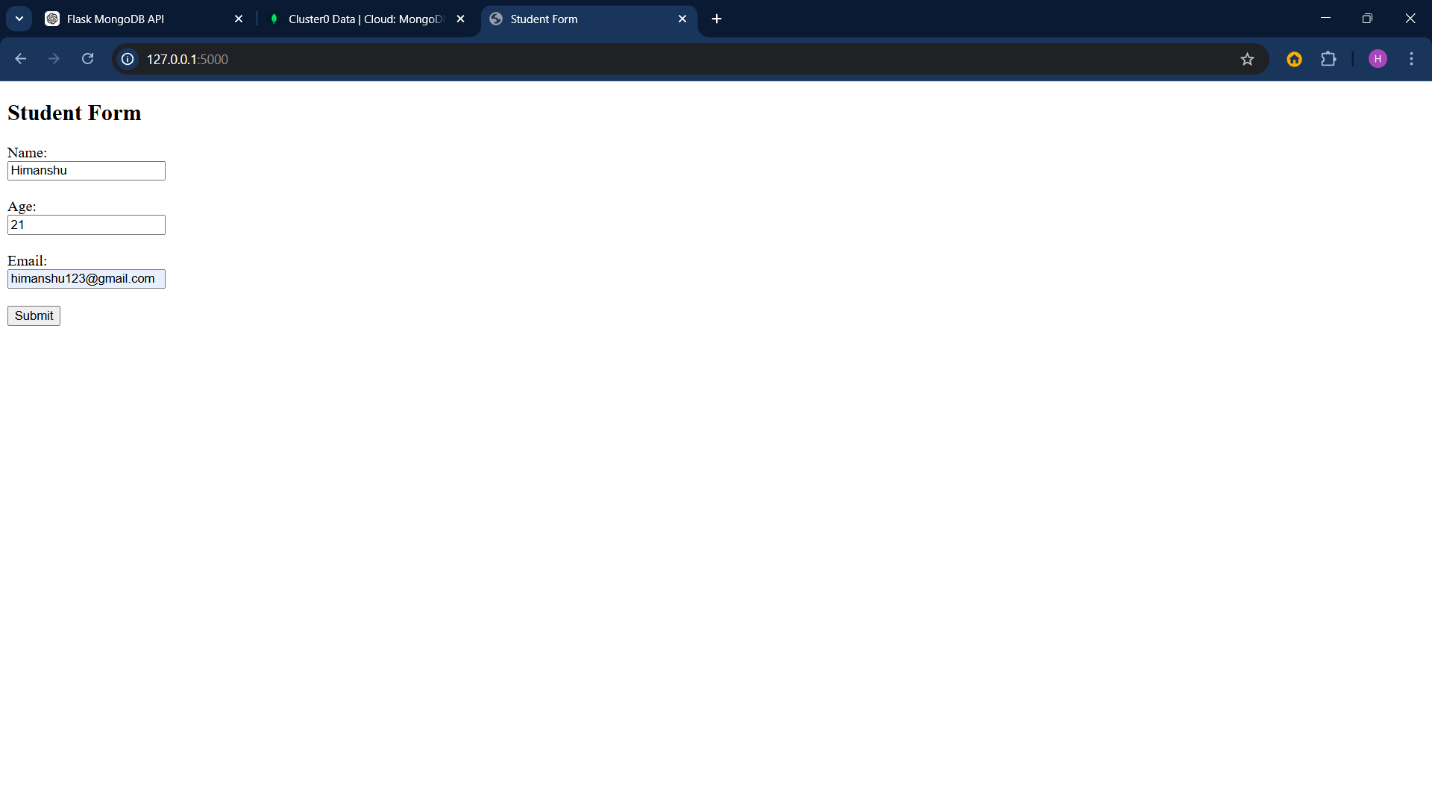 Flask MongoDB API
Cluster0 Data | Cloud: MongoD
Student Form
127.0.0.1:5000
H
Student Form
Name:
Himanshu
Age:
21
Email:
himanshu123@gmail.com
Submit